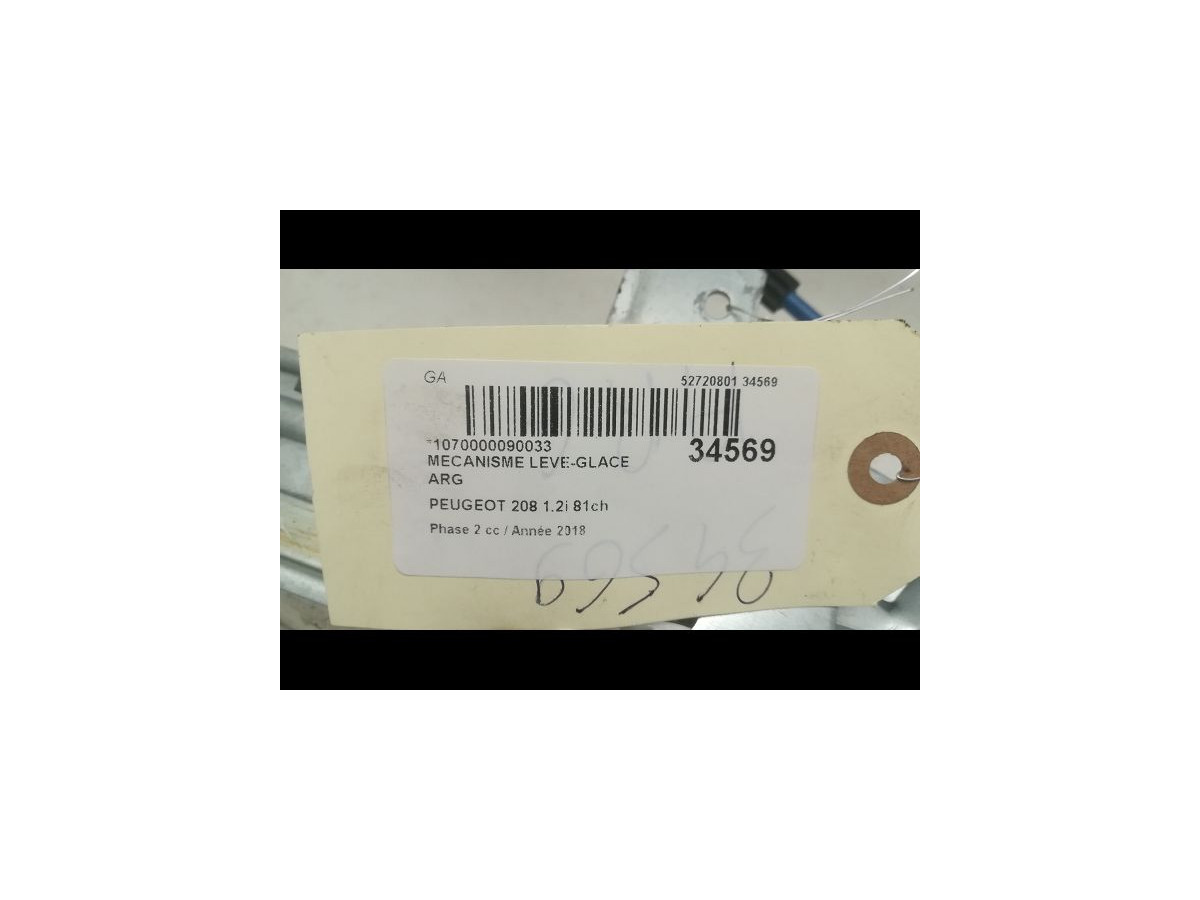 GA
52720801 34569
*1070000090033
34569
MECANISME LEVE-GLACE
ARG
PEUGEOT 208 1.2i 81ch
Phase 2 cc / Année 2018
34569